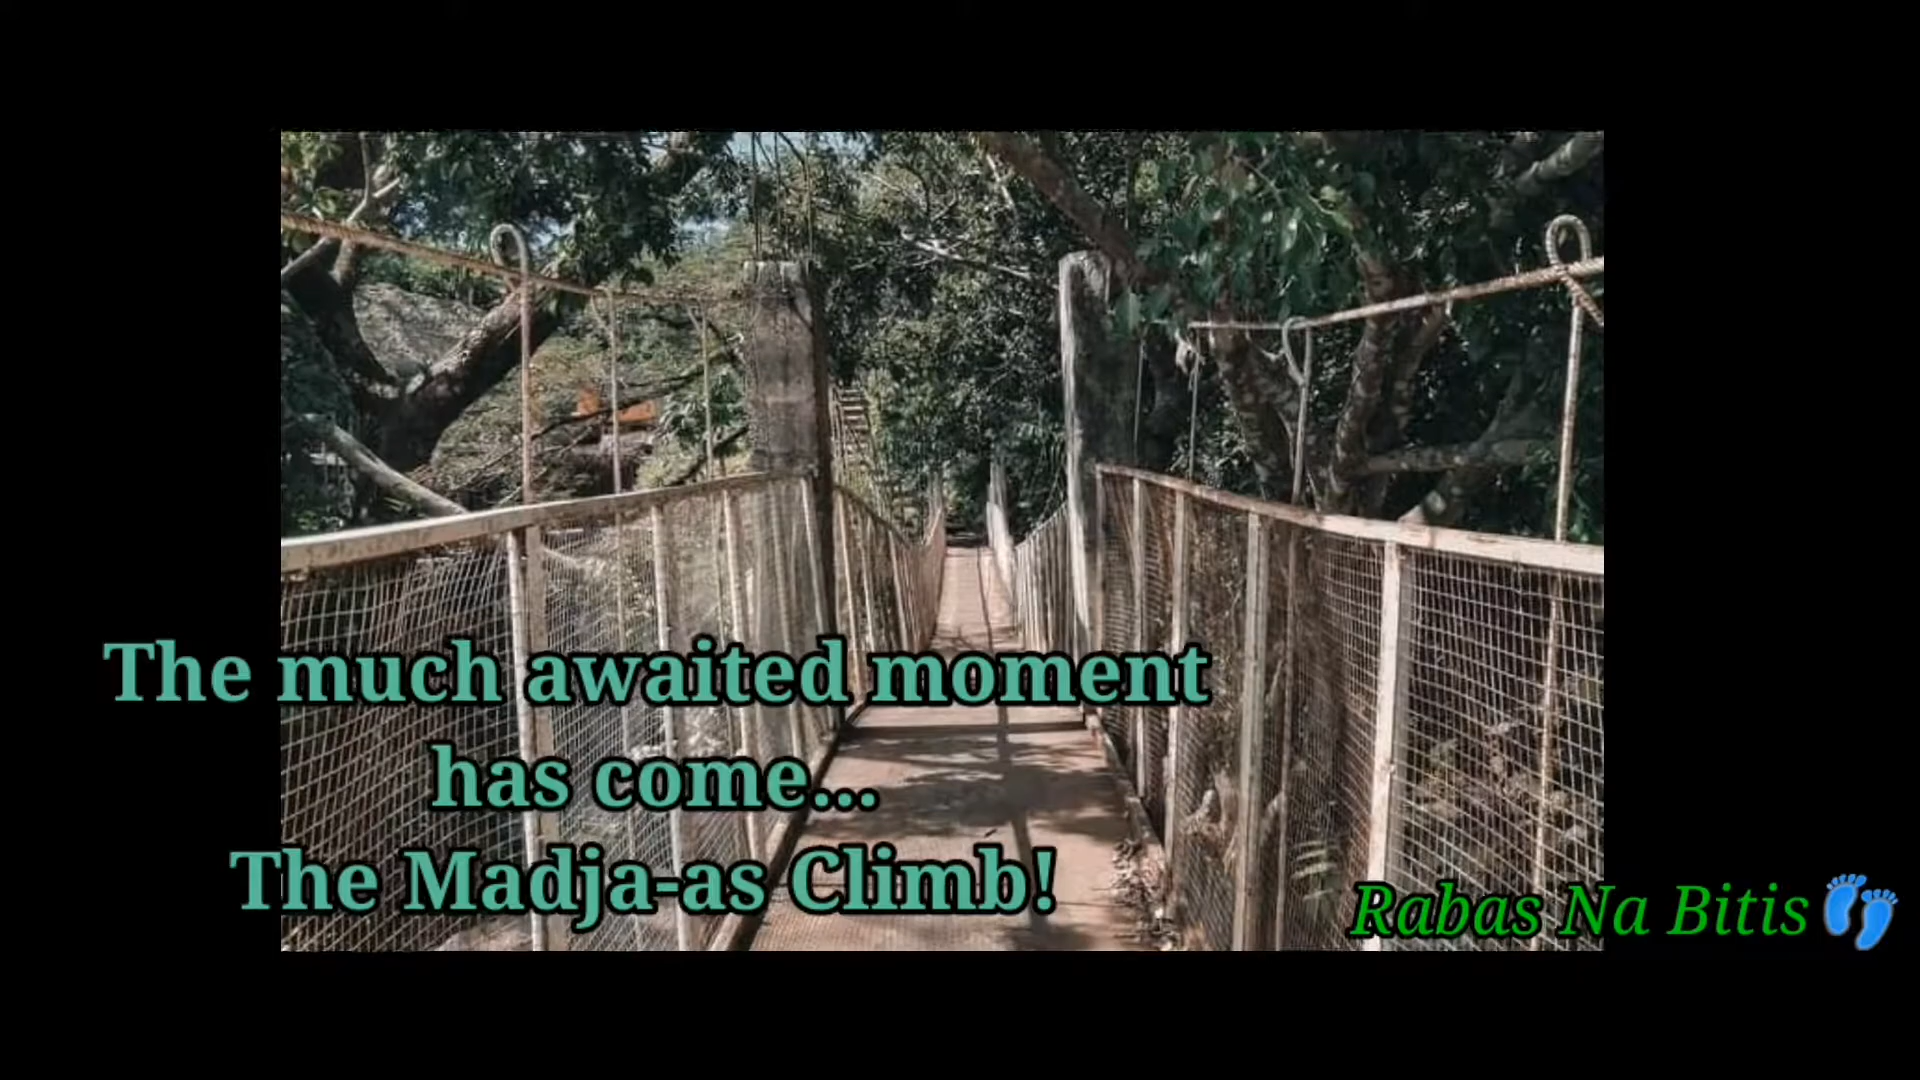 The much awaited moment
has come...
The Madja-as Climb!
Rabas Na Bitis👣